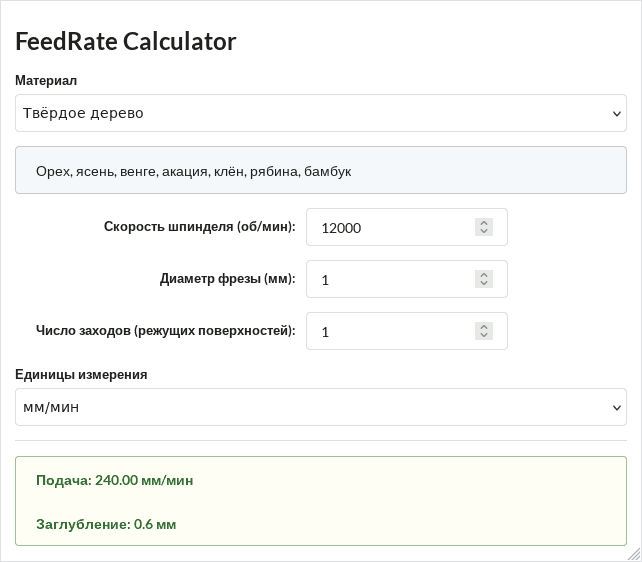 FeedRate Calculator
Материал
Твёрдое дерево
Орех, ясень, венге, акация, клён, рябина, бамбук
Скорость шпинделя (об/мин): 12000
Диаметр фрезы (мм): 1
Число заходов (режущих поверхностей): 1
Единицы измерения
мм/мин
Подача: 240.00 мм/мин
Заглубление: 0.6 мм